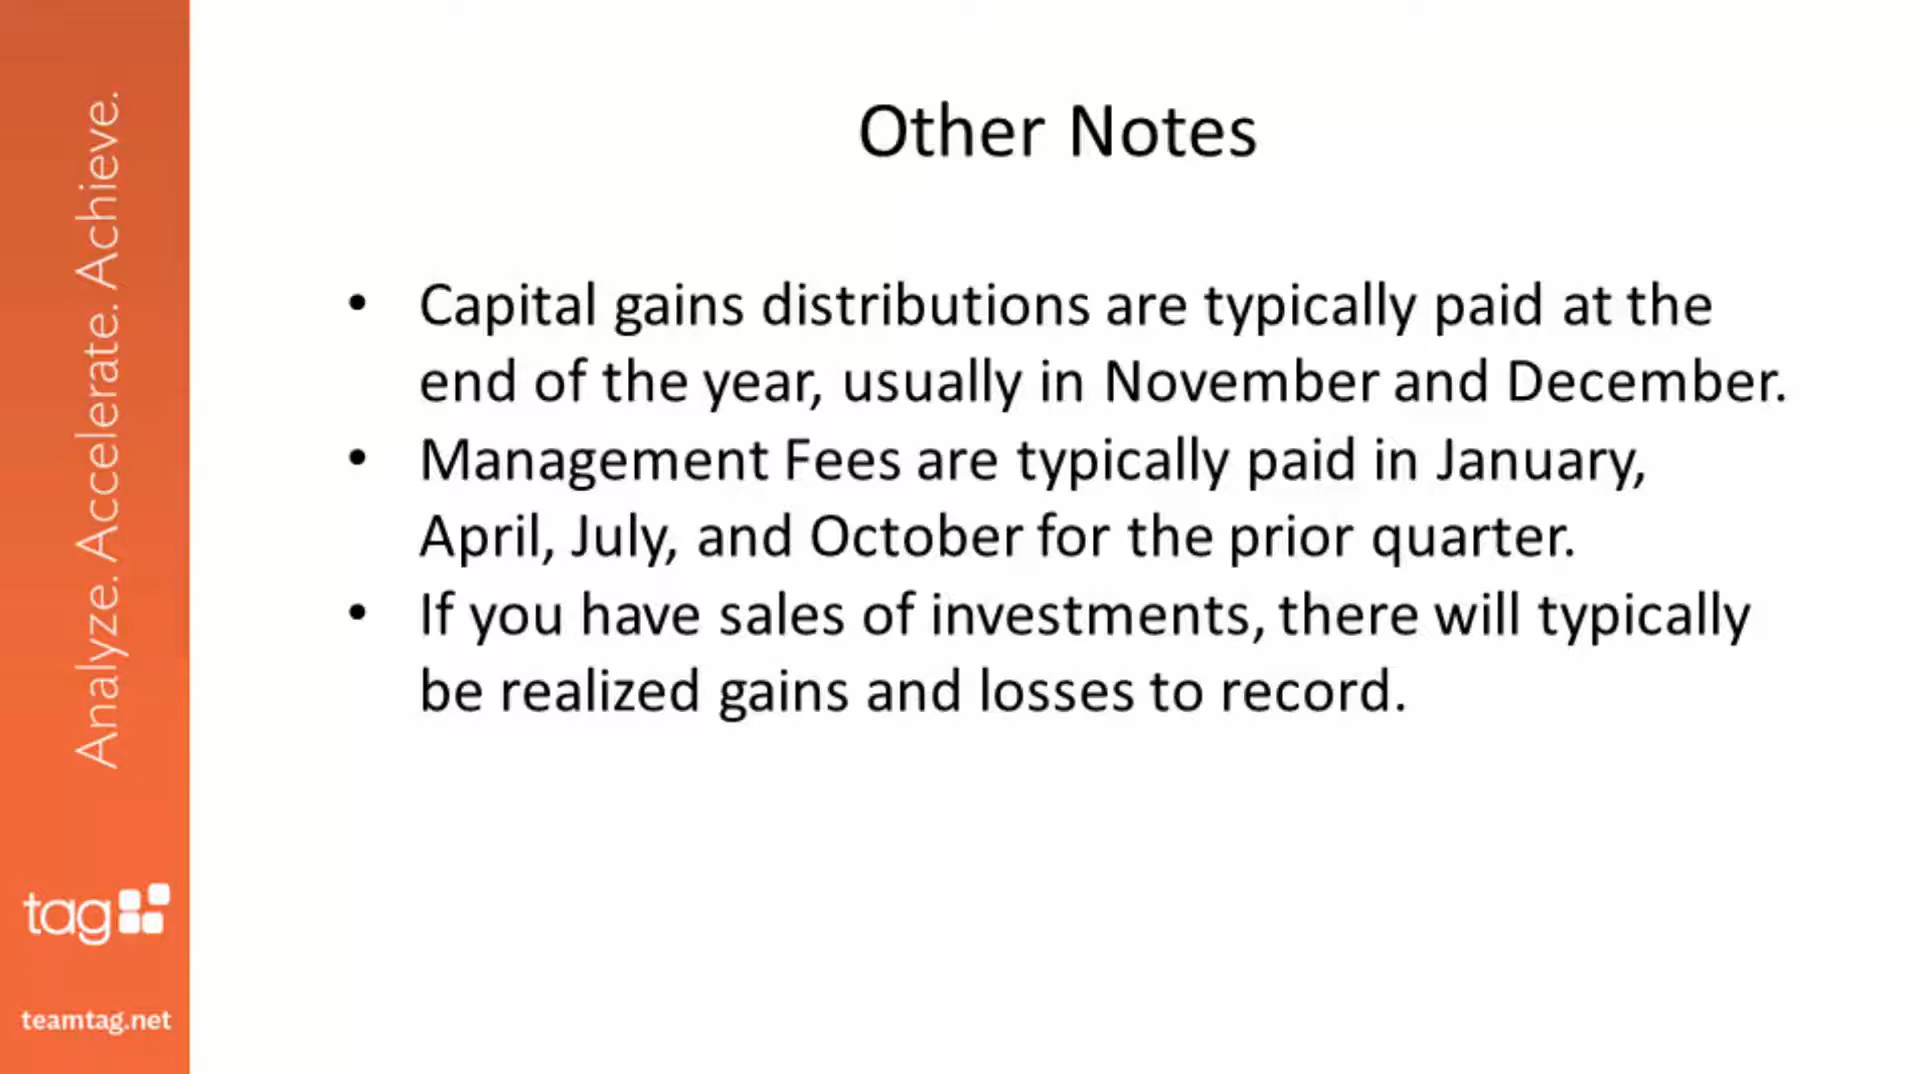 Analyze. Accelerate. Achieve.
tag
teamtag.net
Other Notes
• Capital gains distributions are typically paid at the
end of the year, usually in November and December.
• Management Fees are typically paid in January,
April, July, and October for the prior quarter.
• If you have sales of investments, there will typically
be realized gains and losses to record.